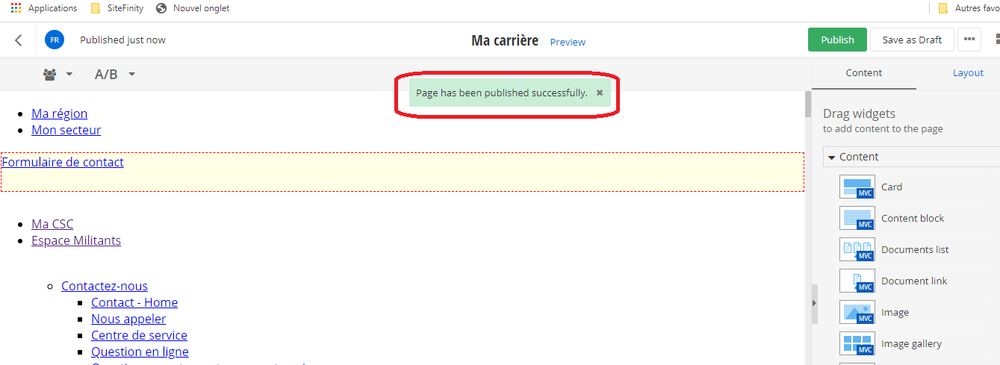 Applications SiteFinity Nouvel onglet Autres favo
FR Published just now Ma carrière Preview Publish Save as Draft
A/B Content Layout
Page has been published successfully.
Ma région
Mon secteur
Formulaire de contact
Ma CSC
Espace Militants
Contactez-nous
Contact - Home
Nous appeler
Centre de service
Question en ligne
Drag widgets
to add content to the page
Content
MVC Card
MVC Content block
MVC Documents list
MVC Document link
MVC Image
MVC Image gallery